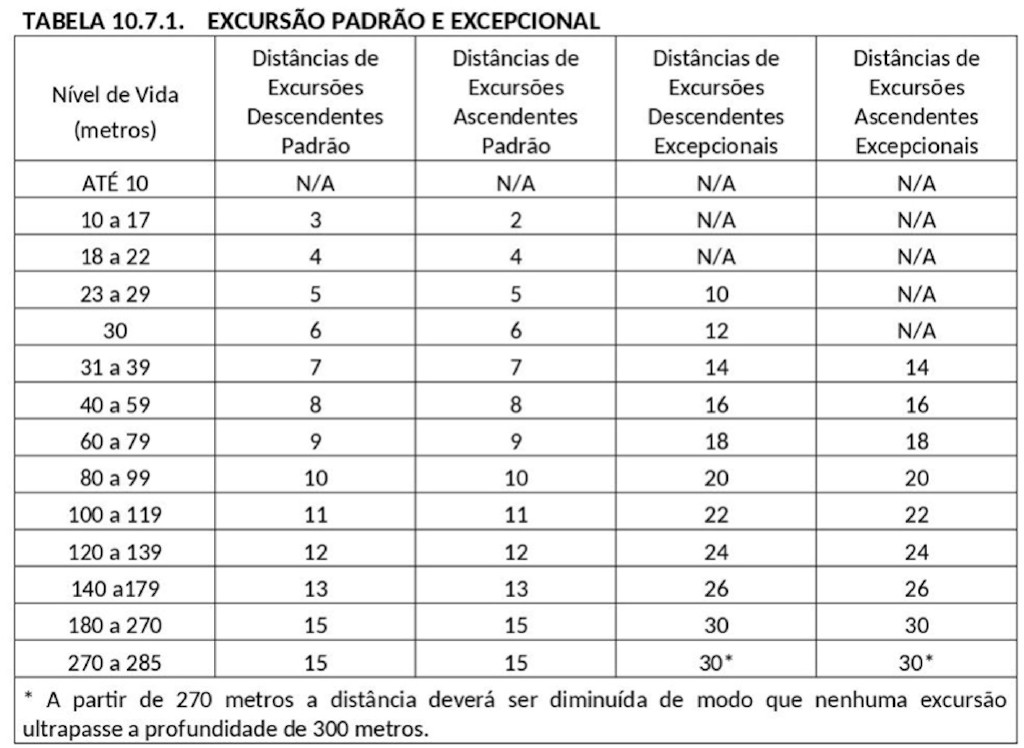 TABELA 10.7.1. EXCURSÃO PADRÃO E EXCEPCIONAL
Nível de Vida (metros) | Distâncias de Excursões Descendentes Padrão | Distâncias de Excursões Ascendentes Padrão | Distâncias de Excursões Descendentes Excepcionais | Distâncias de Excursões Ascendentes Excepcionais
ATÉ 10 | N/A | N/A | N/A | N/A
10 a 17 | 3 | 2 | N/A | N/A
18 a 22 | 4 | 4 | N/A | N/A
23 a 29 | 5 | 5 | 10 | N/A
30 | 6 | 6 | 12 | N/A
31 a 39 | 7 | 7 | 14 | 14
40 a 59 | 8 | 8 | 16 | 16
60 a 79 | 9 | 9 | 18 | 18
80 a 99 | 10 | 10 | 20 | 20
100 a 119 | 11 | 11 | 22 | 22
120 a 139 | 12 | 12 | 24 | 24
140 a179 | 13 | 13 | 26 | 26
180 a 270 | 15 | 15 | 30 | 30
270 a 285 | 15 | 15 | 30* | 30*
* A partir de 270 metros a distância deverá ser diminuída de modo que nenhuma excursão
ultrapasse a profundidade de 300 metros.